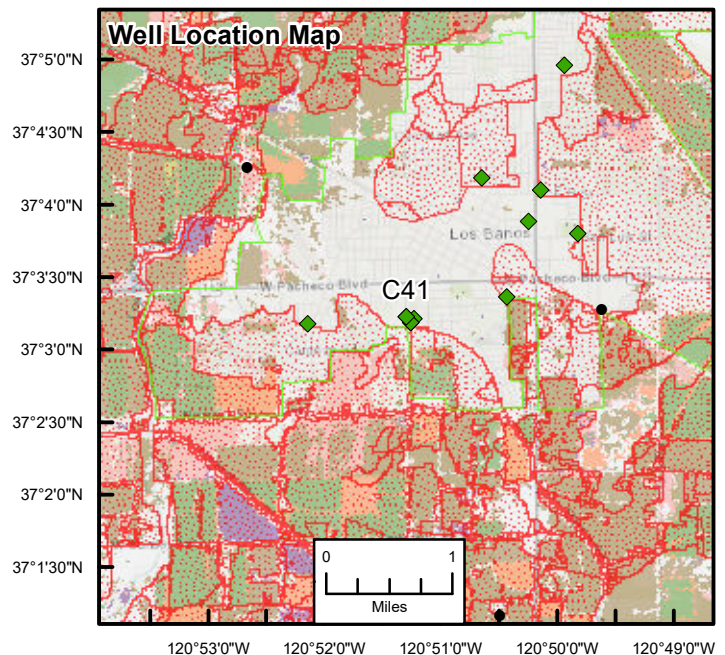 Well Location Map
37°5'0"N
37°4'30"N
37°4'0"N
37°3'30"N
37°3'0"N
37°2'30"N
37°2'0"N
37°1'30"N
Los Banos
W Pacheco Blvd
Pacheco Blvd
C41
0 1
Miles
120°53'0"W 120°52'0"W 120°51'0"W 120°50'0"W 120°49'0"W